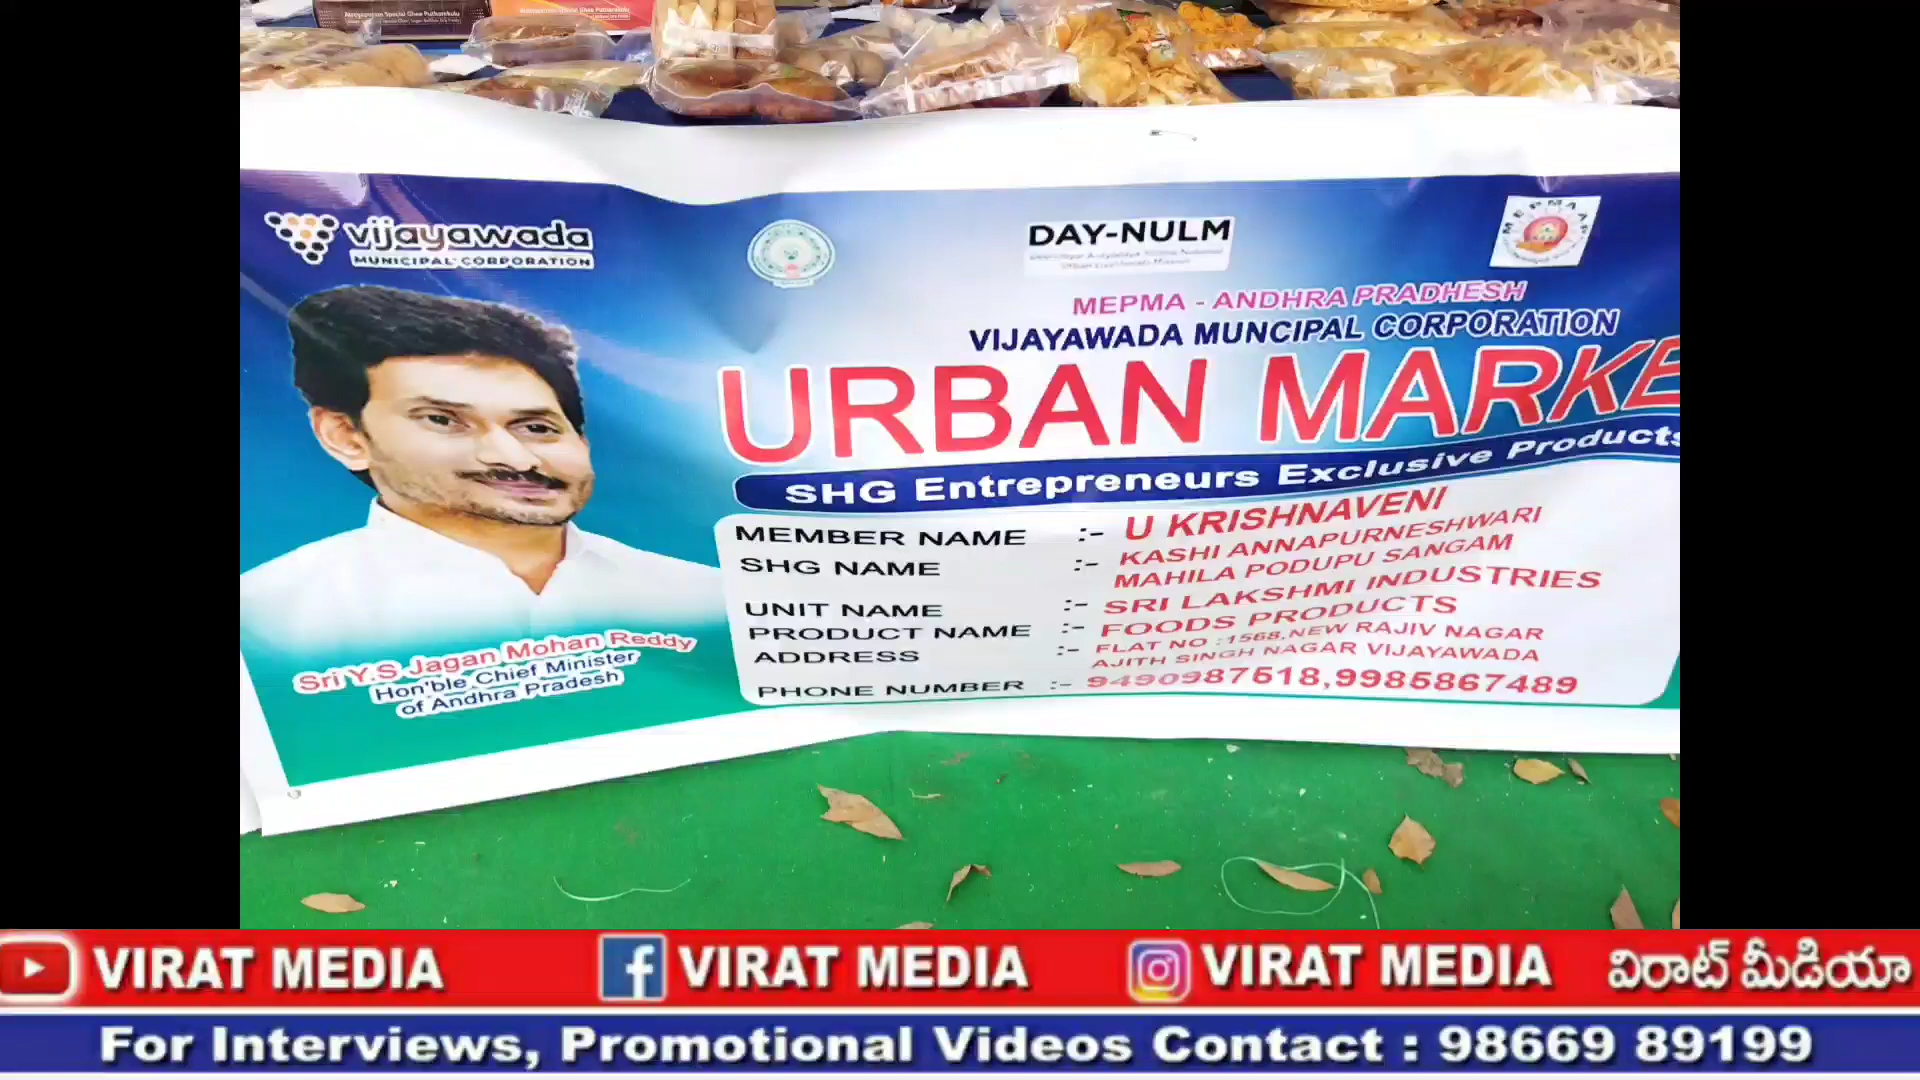 vijayawada
MUNICIPAL CORPORATION
DAY-NULM
MEPMA
MEPMA - ANDHRA PRADHESH
VIJAYAWADA MUNCIPAL CORPORATION
URBAN MARKE
SHG Entrepreneurs Exclusive Products
MEMBER NAME :- U KRISHNAVENI
SHG NAME :- KASHI ANNAPURNESHWARI
MAHILA PODUPU SANGAM
UNIT NAME :- SRI LAKSHMI INDUSTRIES
PRODUCT NAME :- FOODS PRODUCTS
ADDRESS :- FLAT NO :1568,NEW RAJIV NAGAR
AJITH SINGH NAGAR VIJAYAWADA
PHONE NUMBER :- 9490987518,9985867489
Sri Y.S Jagan Mohan Reddy
Hon'ble Chief Minister
of Andhra Pradesh
VIRAT MEDIA VIRAT MEDIA VIRAT MEDIA విరాట్ మీడియా
For Interviews, Promotional Videos Contact : 98669 89199